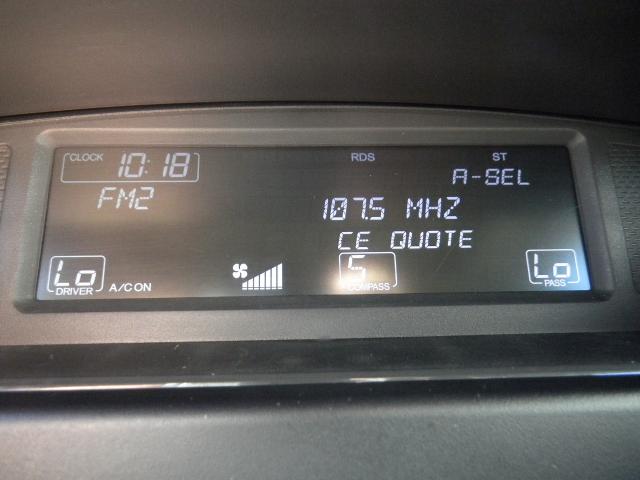 CLOCK 10:18 RDS ST
FM2 A-SEL
107.5 MHZ
CE QUOTE
Lo S Lo
DRIVER A/C ON COMPASS PASS